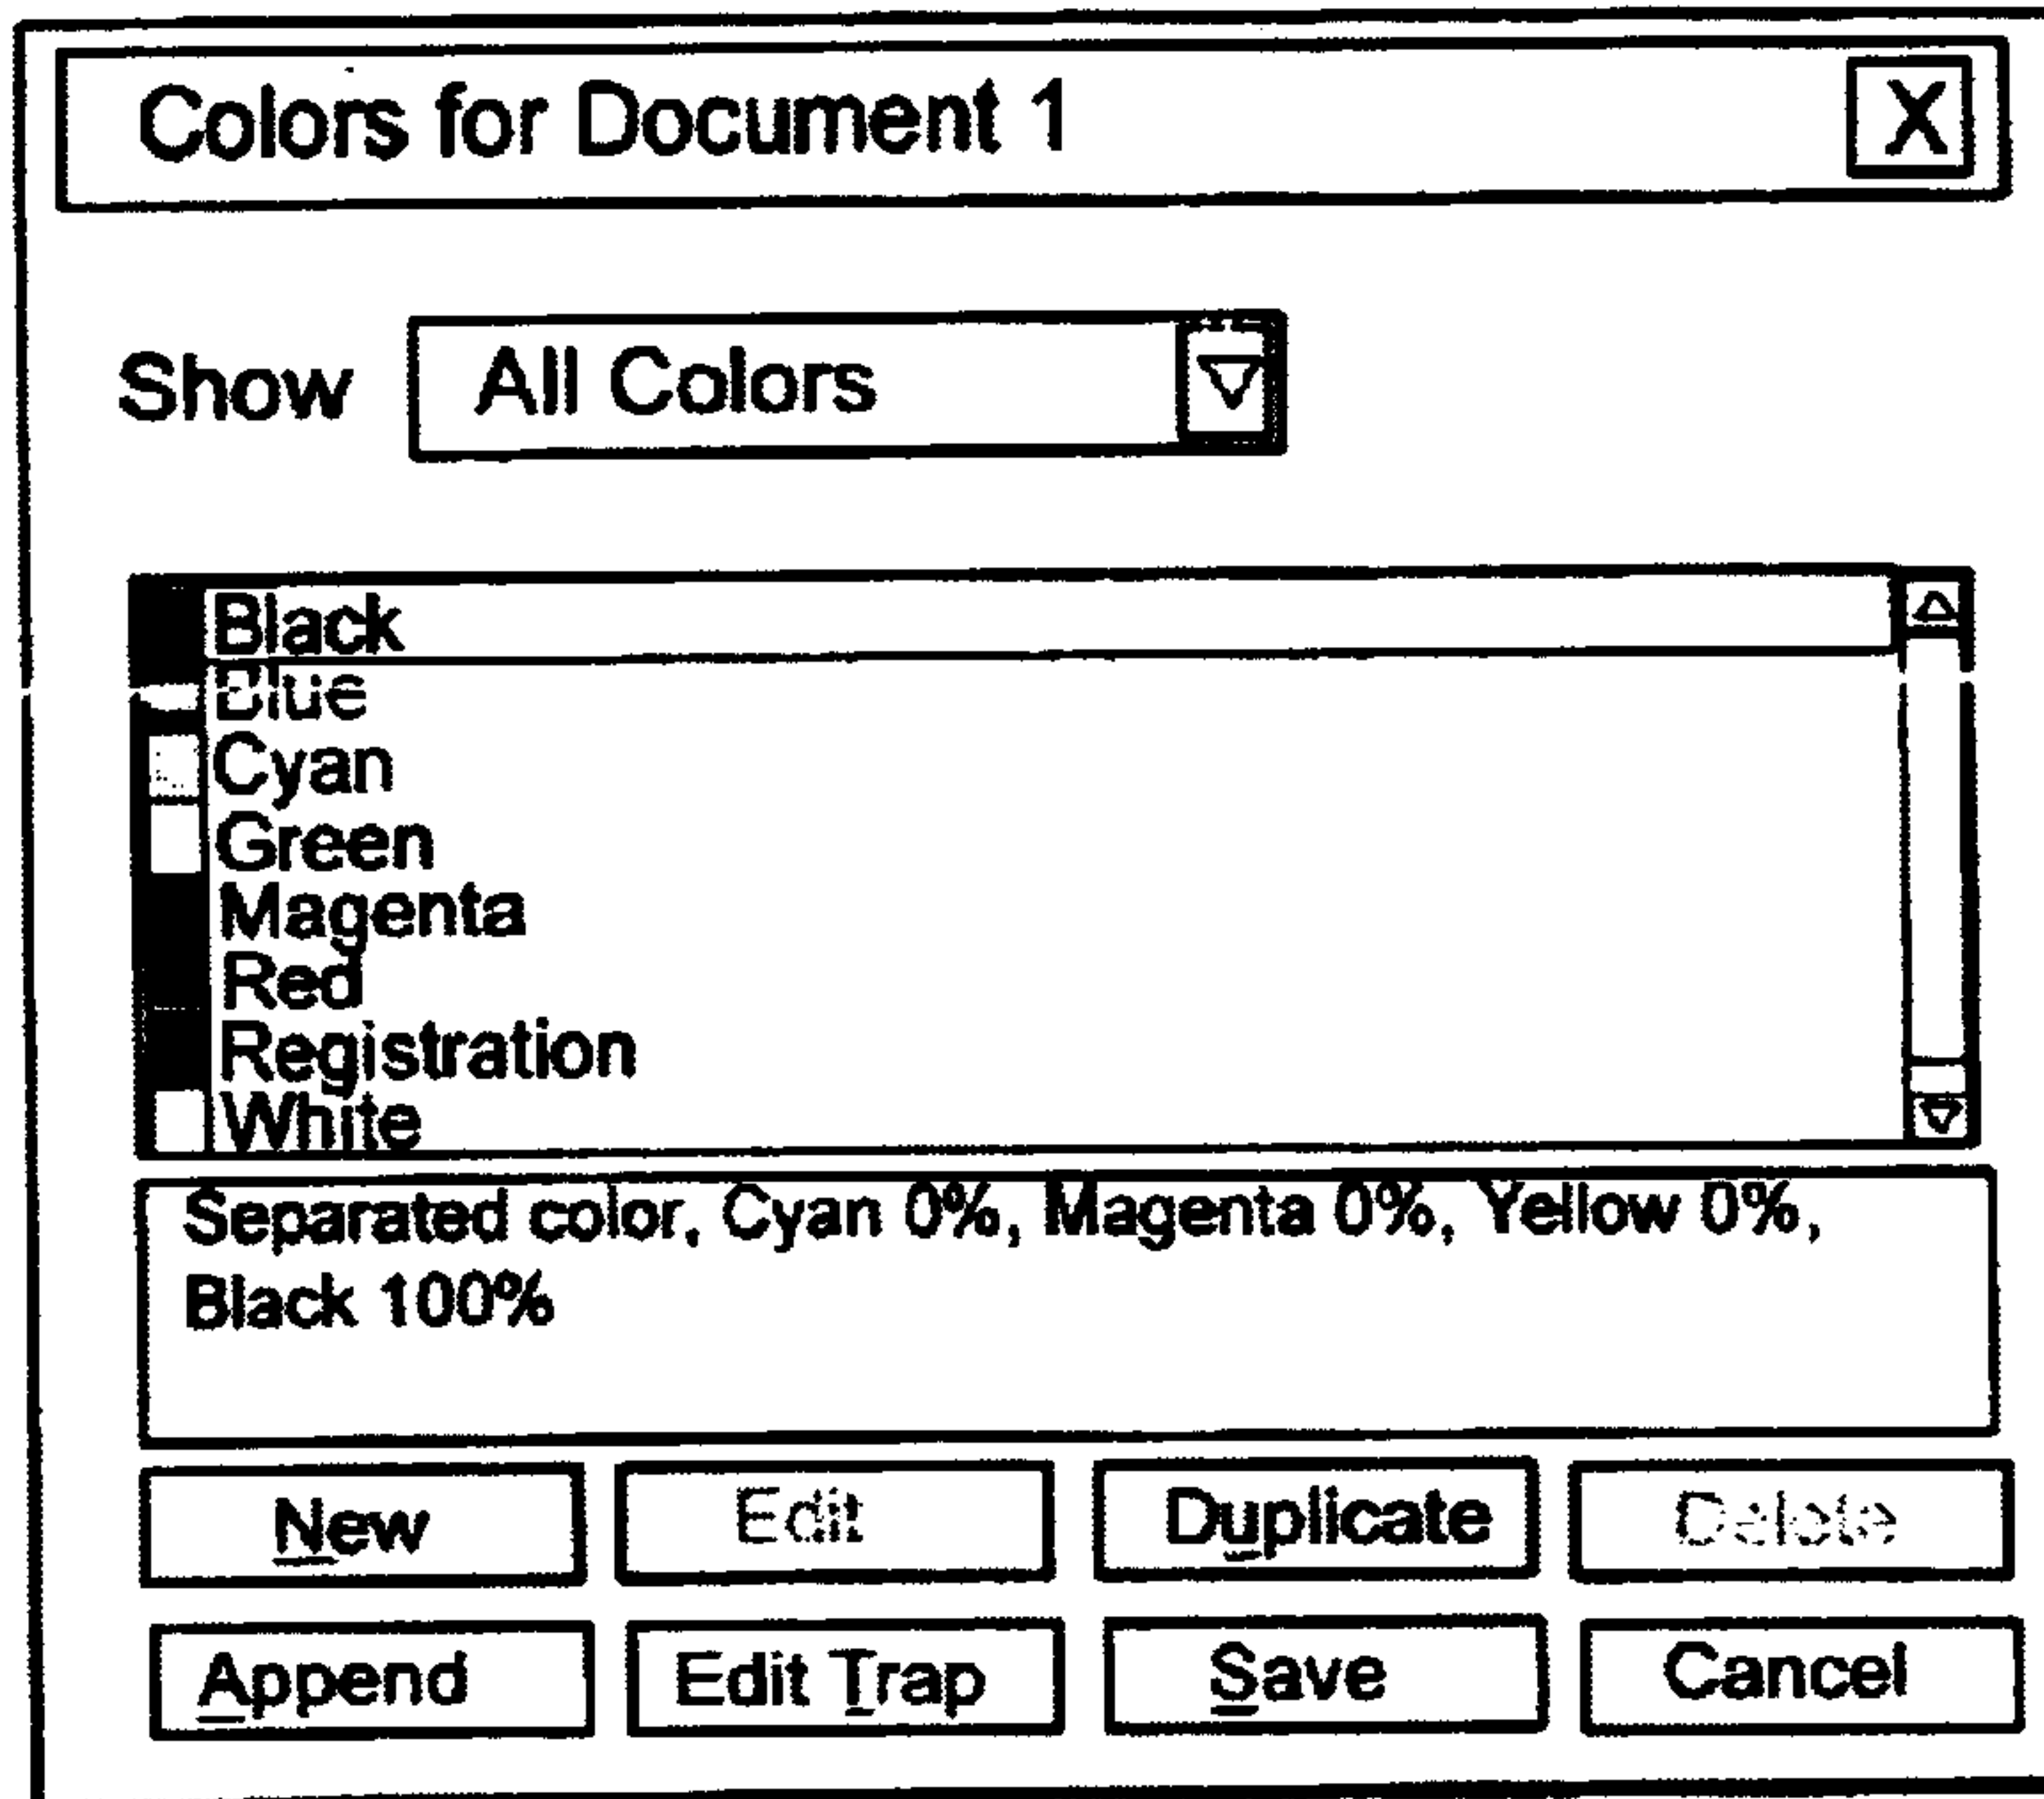 Colors for Document 1 X
Show All Colors
Black
Blue
Cyan
Green
Magenta
Red
Registration
White
Separated color, Cyan 0%, Magenta 0%, Yellow 0%,
Black 100%
New Edit Duplicate Delete
Append Edit Trap Save Cancel